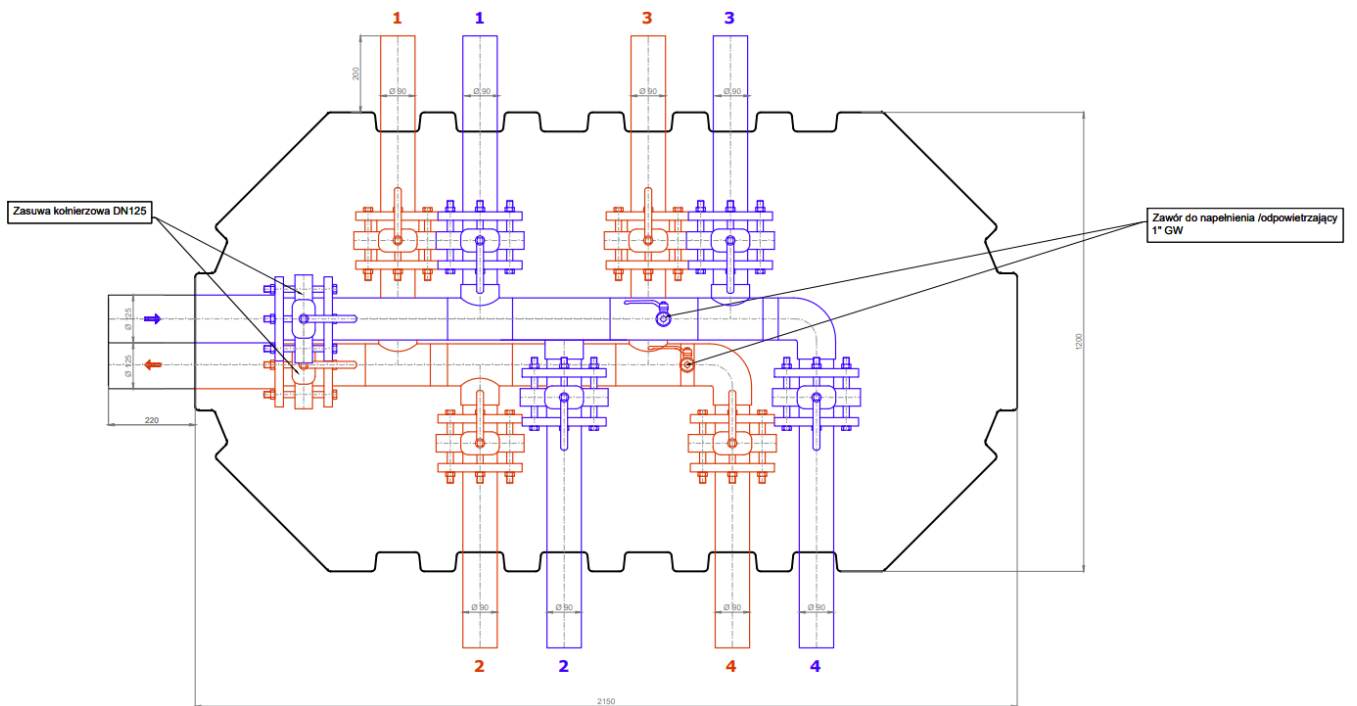 1 1 3 3
200
Ø 90 Ø 90 Ø 90 Ø 90
Zasuwa kołnierzowa DN125
Zawór do napełnienia /odpowietrzający
1" GW
Ø 125
Ø 125
1200
220
Ø 90 Ø 90 Ø 90 Ø 90
2 2 4 4
2150